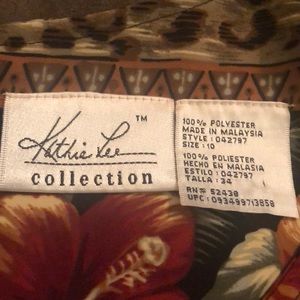 Kathie Lee ™
collection
100% POLYESTER
MADE IN MALAYSIA
STYLE : 042797
SIZE : 10
100% POLIESTER
HECHO EN MALASIA
ESTILO : 042797
TALLA : 34
RN# 52438
UPC : 093499713858